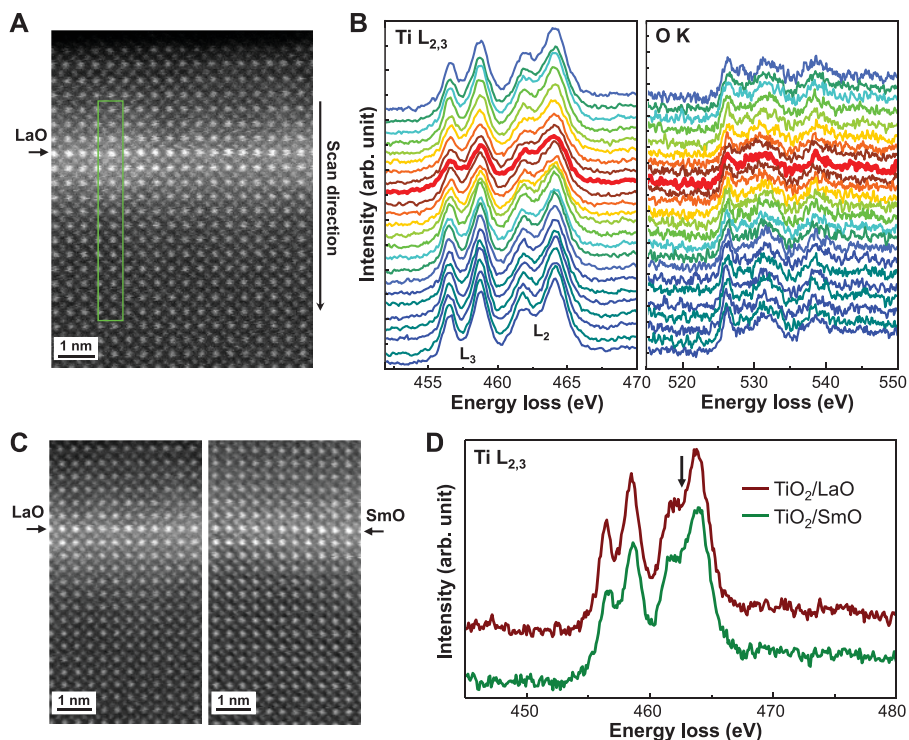 A
LaO
Scan direction
1 nm
B
Ti L2,3
O K
Intensity (arb. unit)
L3
L2
455 460 465 470
520 530 540 550
Energy loss (eV)
Energy loss (eV)
C
LaO
SmO
1 nm
1 nm
D
Ti L2,3
TiO2/LaO
TiO2/SmO
Intensity (arb. unit)
450 460 470 480
Energy loss (eV)